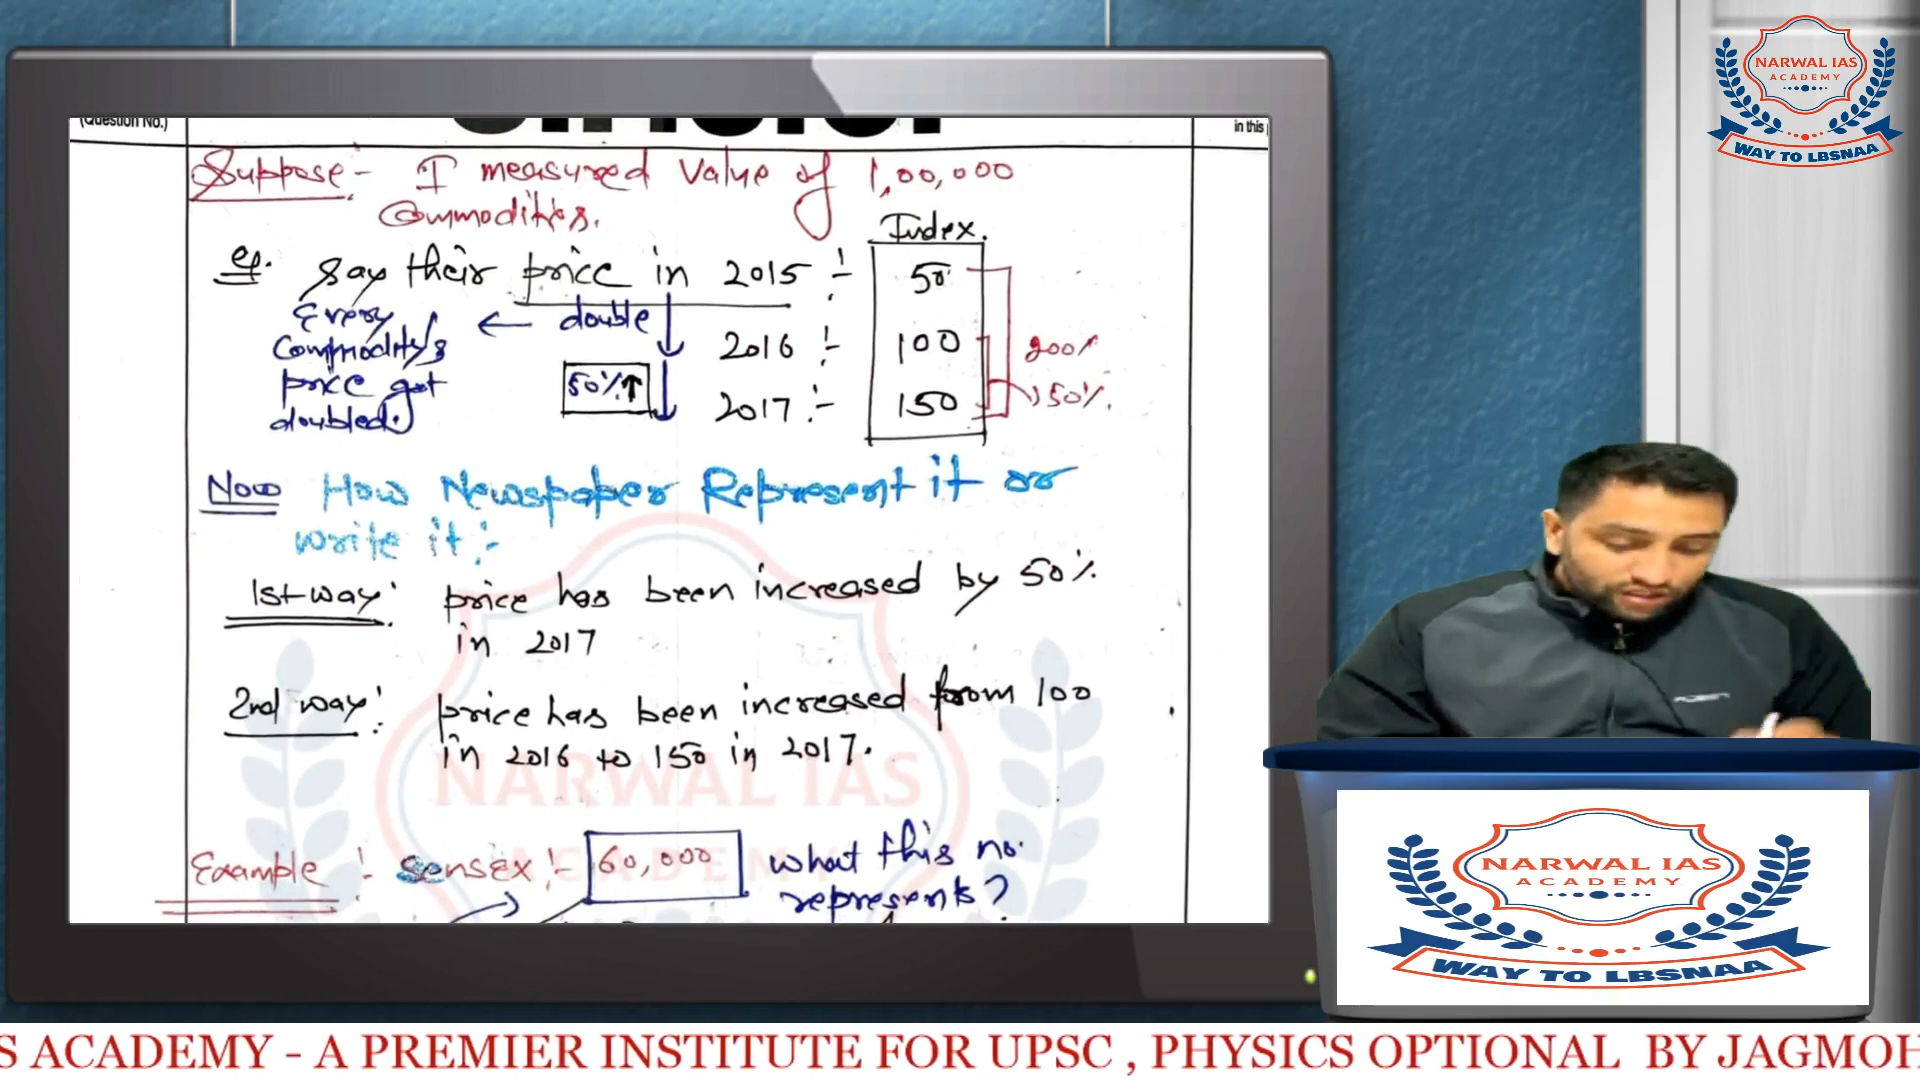 (Question No.)
in this
Suppose:- I measured value of 1,00,000
Commodities.
Index.
eg. Say their price in 2015 :- 50
Every ← double
Commodity's 2016 :- 100 200%
price got 50%↑
doubled. 2017 :- 150 50%.
Now How Newspaper Represent it or
write it :-
1st way: price has been increased by 50%.
in 2017
2nd way: price has been increased from 100
in 2016 to 150 in 2017.
NARWAL IAS
ACADEMY
Example :- Sensex :- 60,000 what this no.
represents?
NARWAL IAS
ACADEMY
WAY TO LBSNAA
NARWAL IAS
ACADEMY
WAY TO LBSNAA
S ACADEMY - A PREMIER INSTITUTE FOR UPSC , PHYSICS OPTIONAL BY JAGMOH